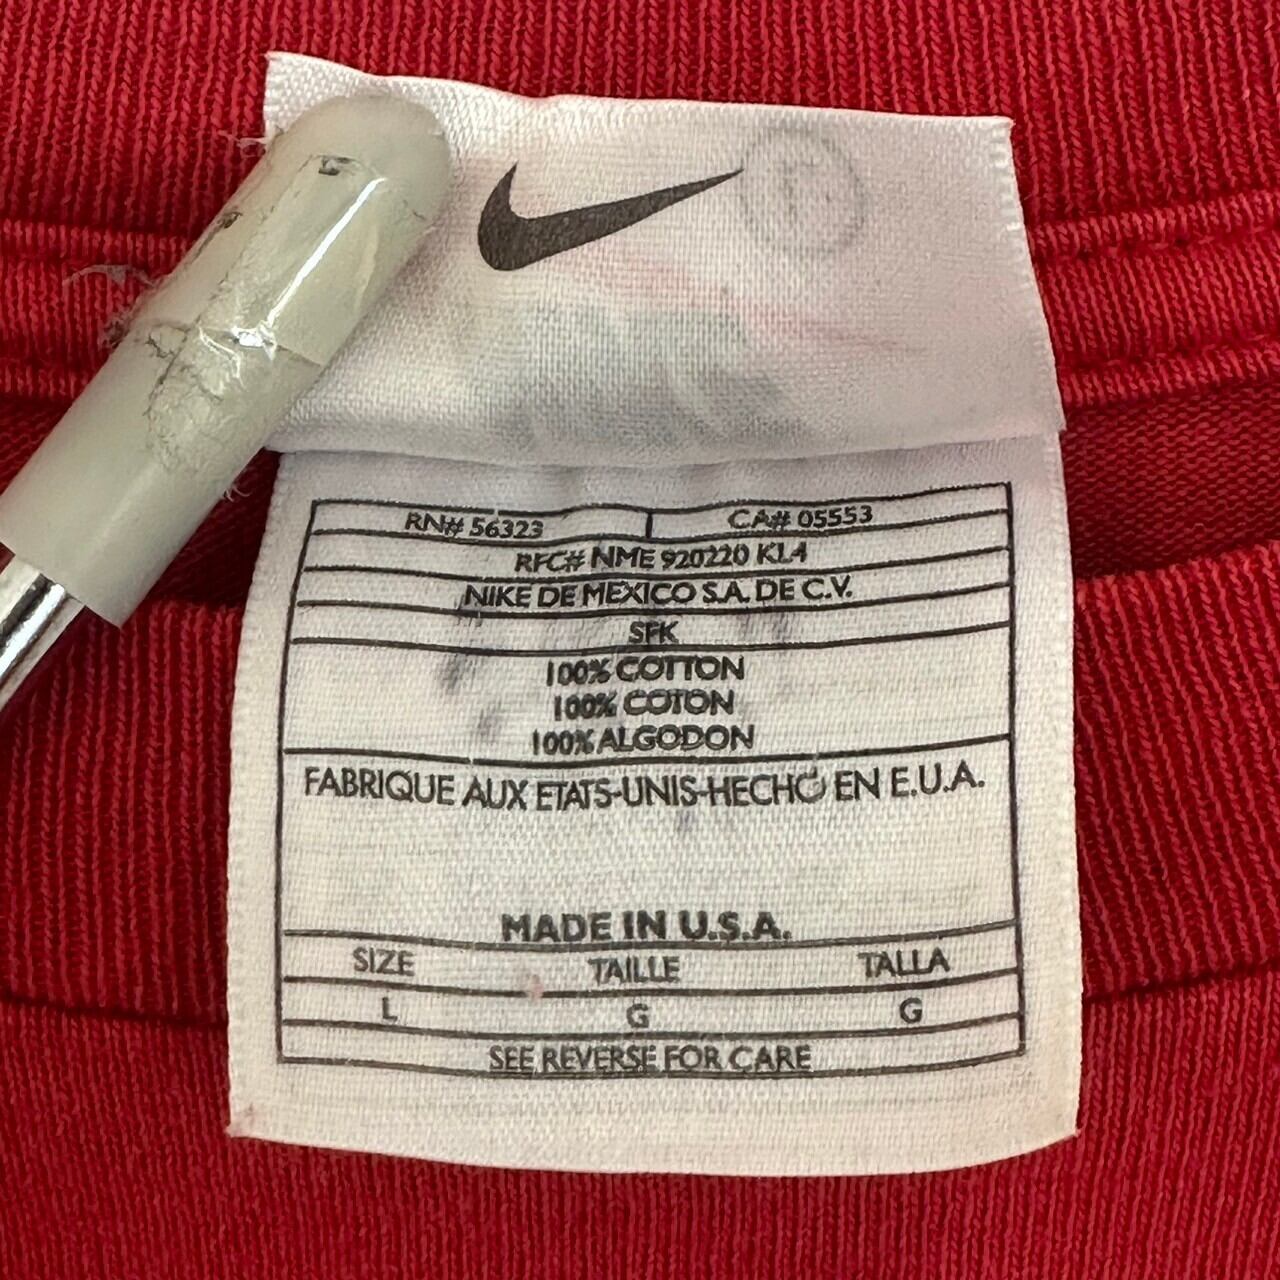 RN# 56323 CA# 05553
RFC# NME 920220 KL4
NIKE DE MEXICO S.A. DE C.V.
SFK
100% COTTON
100% COTON
100% ALGODON
FABRIQUE AUX ETATS-UNIS-HECHO EN E.U.A.
MADE IN U.S.A.
SIZE TAILLE TALLA
L G G
SEE REVERSE FOR CARE